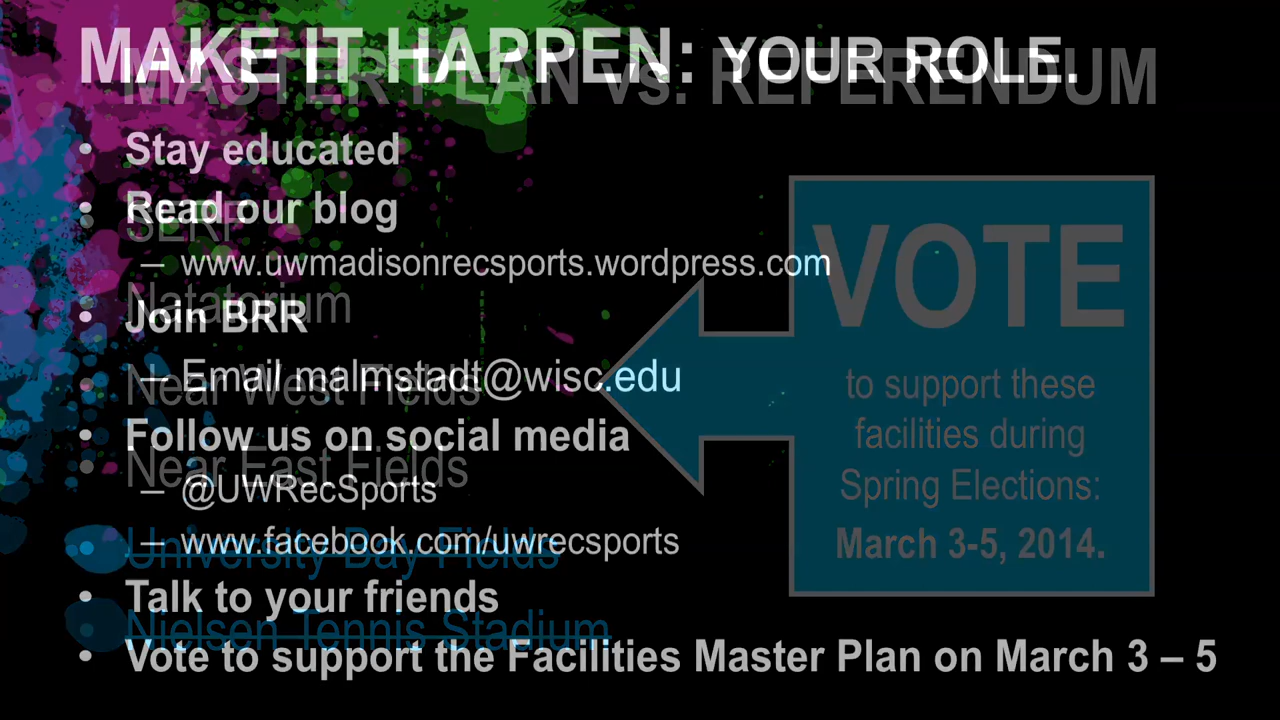 MAKE IT HAPPEN: YOUR ROLE.
MASTER PLAN vs. REFERENDUM
• Stay educated
• Read our blog
– www.uwmadisonrecsports.wordpress.com
• Join BRR
– Email malmstadt@wisc.edu
• Follow us on social media
– @UWRecSports
– www.facebook.com/uwrecsports
• Talk to your friends
• Vote to support the Facilities Master Plan on March 3 – 5
• SERF
• Natatorium
• Near West Fields
• Near East Fields
• University Bay Fields
• Nielsen Tennis Stadium
VOTE
to support these
facilities during
Spring Elections:
March 3-5, 2014.